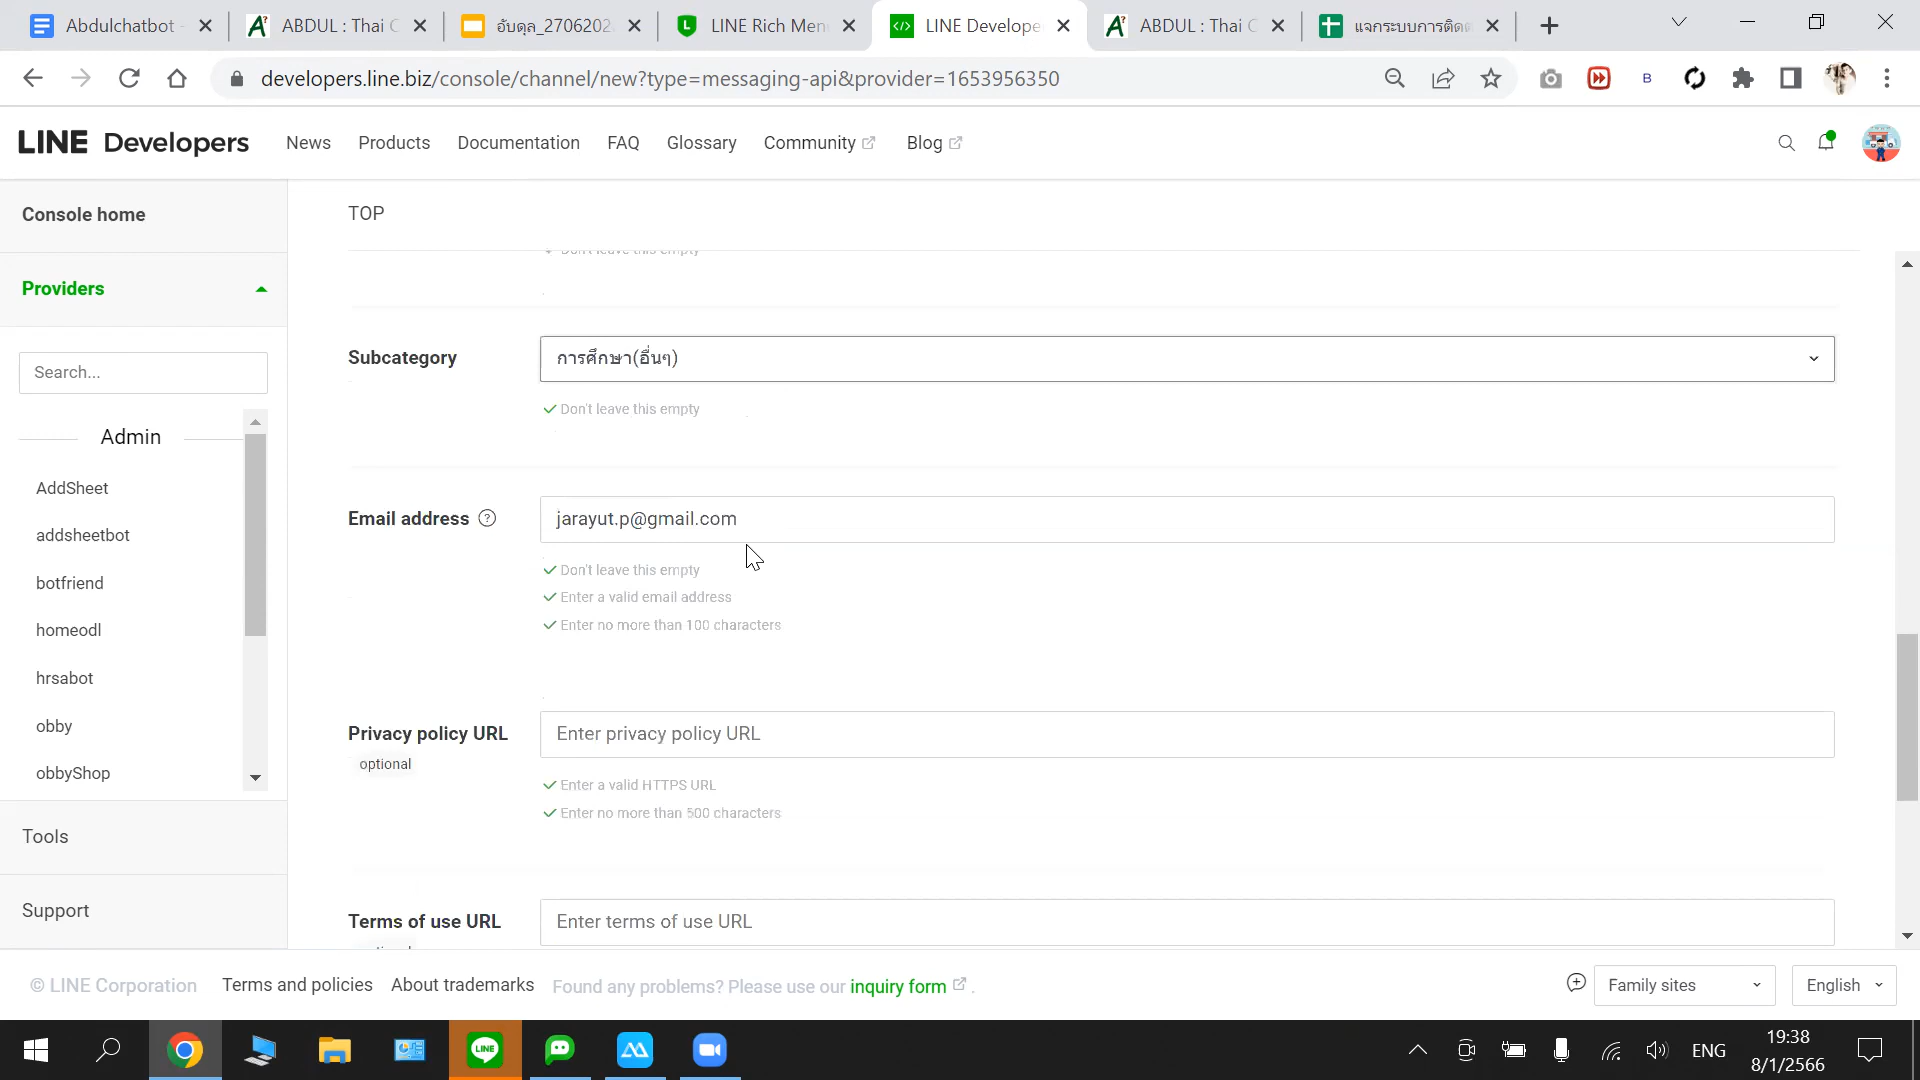 Abdulchatbot -
ABDUL : Thai C
อับดุล_2706202
LINE Rich Men
LINE Develope
ABDUL : Thai C
แจกระบบการติดต
developers.line.biz/console/channel/new?type=messaging-api&provider=1653956350
LINE Developers
News
Products
Documentation
FAQ
Glossary
Community
Blog
Console home
Providers
Search...
Admin
AddSheet
addsheetbot
botfriend
homeodl
hrsabot
obby
obbyShop
Tools
Support
TOP
Don't leave this empty
Subcategory
การศึกษา(อื่นๆ)
Don't leave this empty
Email address
jarayut.p@gmail.com
Don't leave this empty
Enter a valid email address
Enter no more than 100 characters
Privacy policy URL
optional
Enter privacy policy URL
Enter a valid HTTPS URL
Enter no more than 500 characters
Terms of use URL
Enter terms of use URL
© LINE Corporation
Terms and policies
About trademarks
Found any problems? Please use our inquiry form .
Family sites
English
LINE
ENG
19:38
8/1/2566